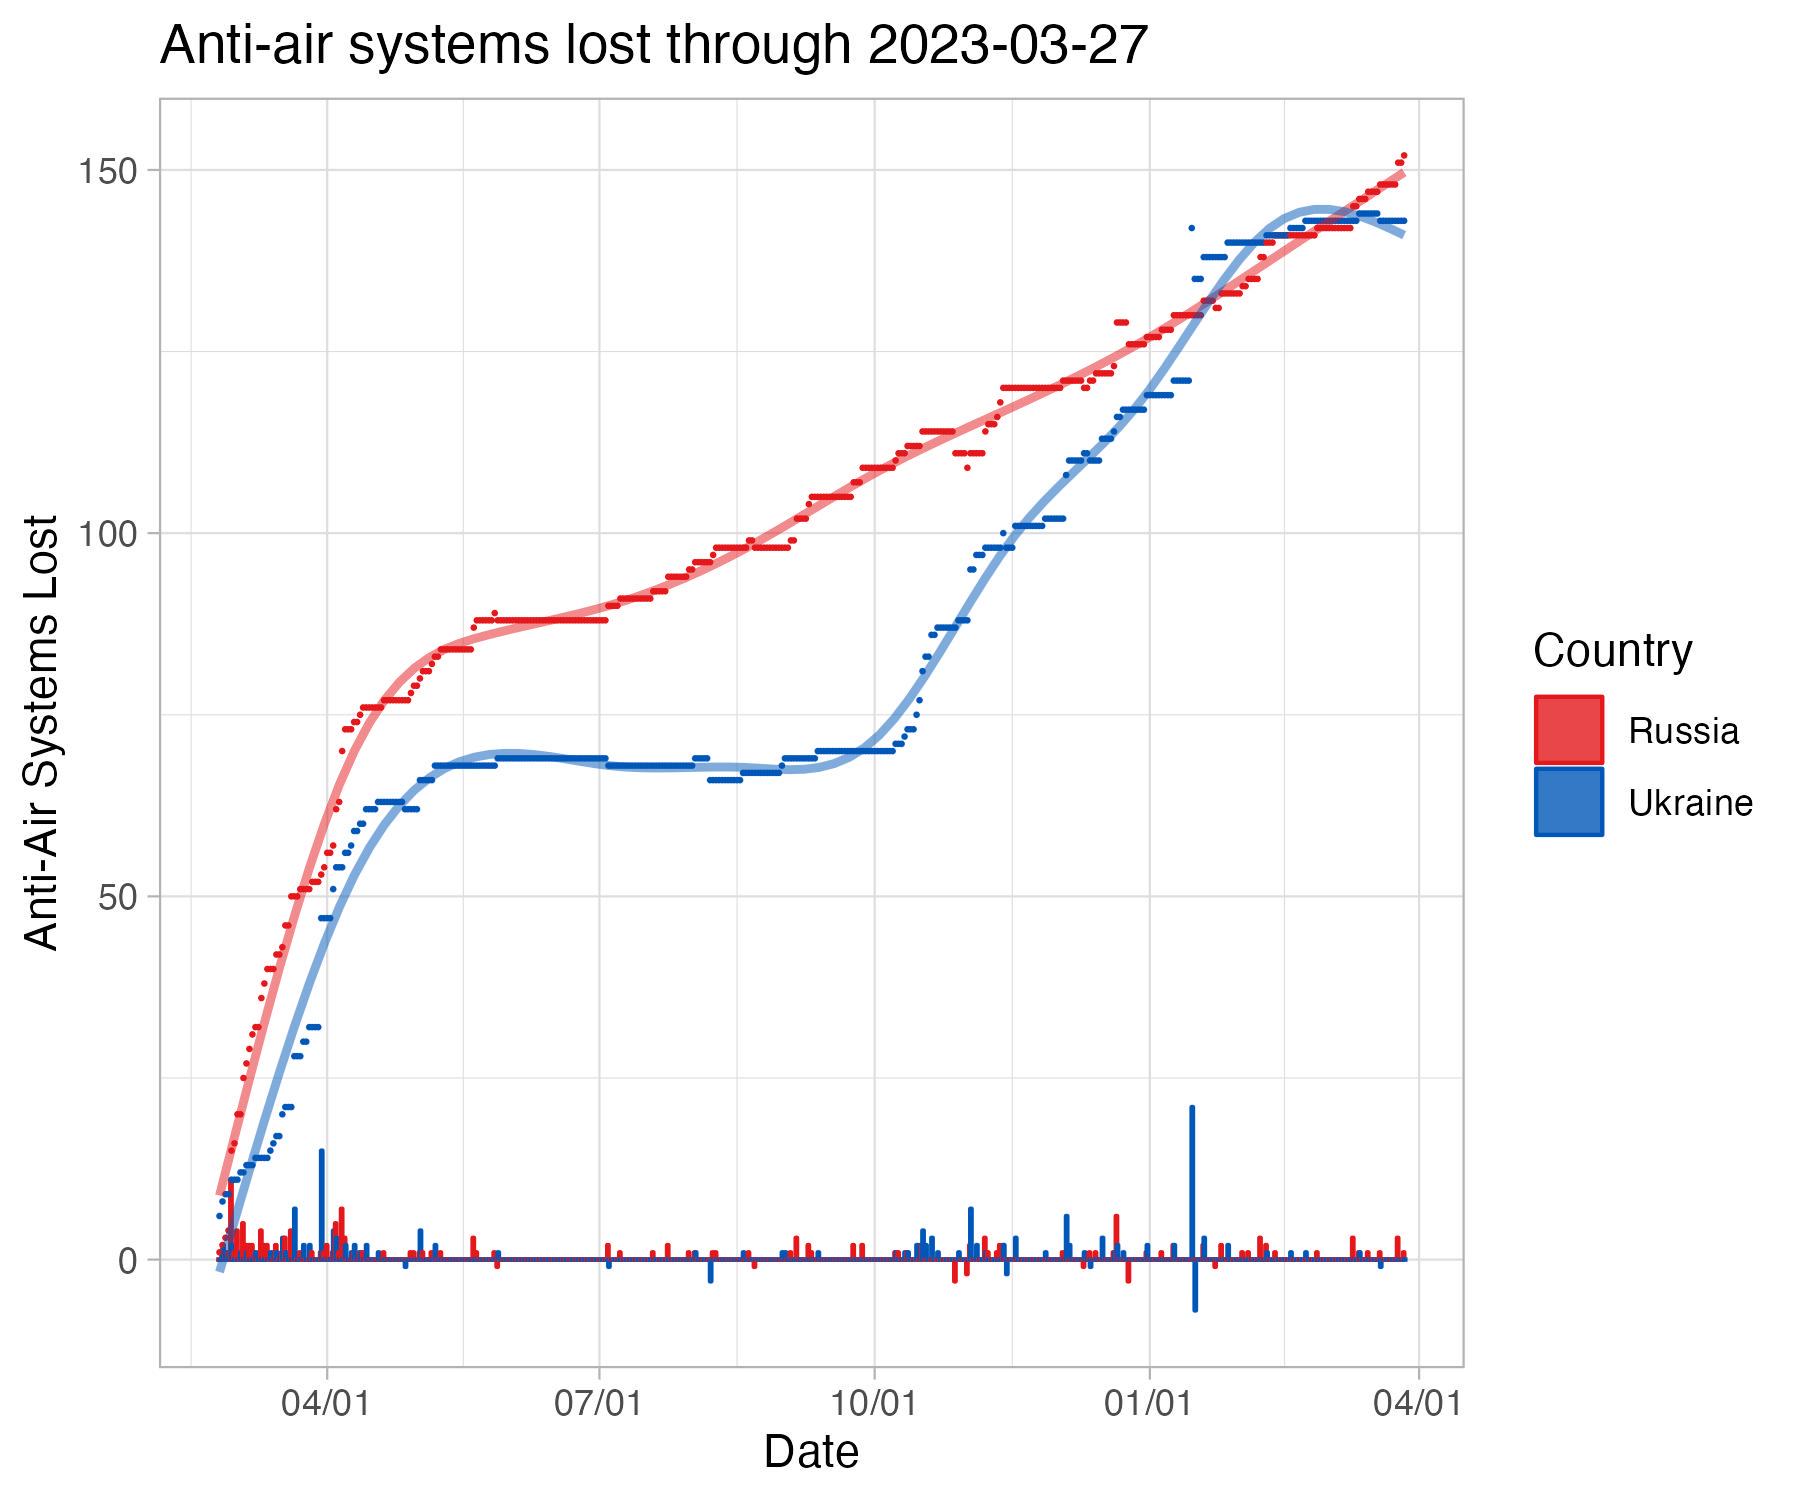 Anti-air systems lost through 2023-03-27
Anti-Air Systems Lost
150
100
50
0
04/01 07/01 10/01 01/01 04/01
Date
Country
Russia
Ukraine